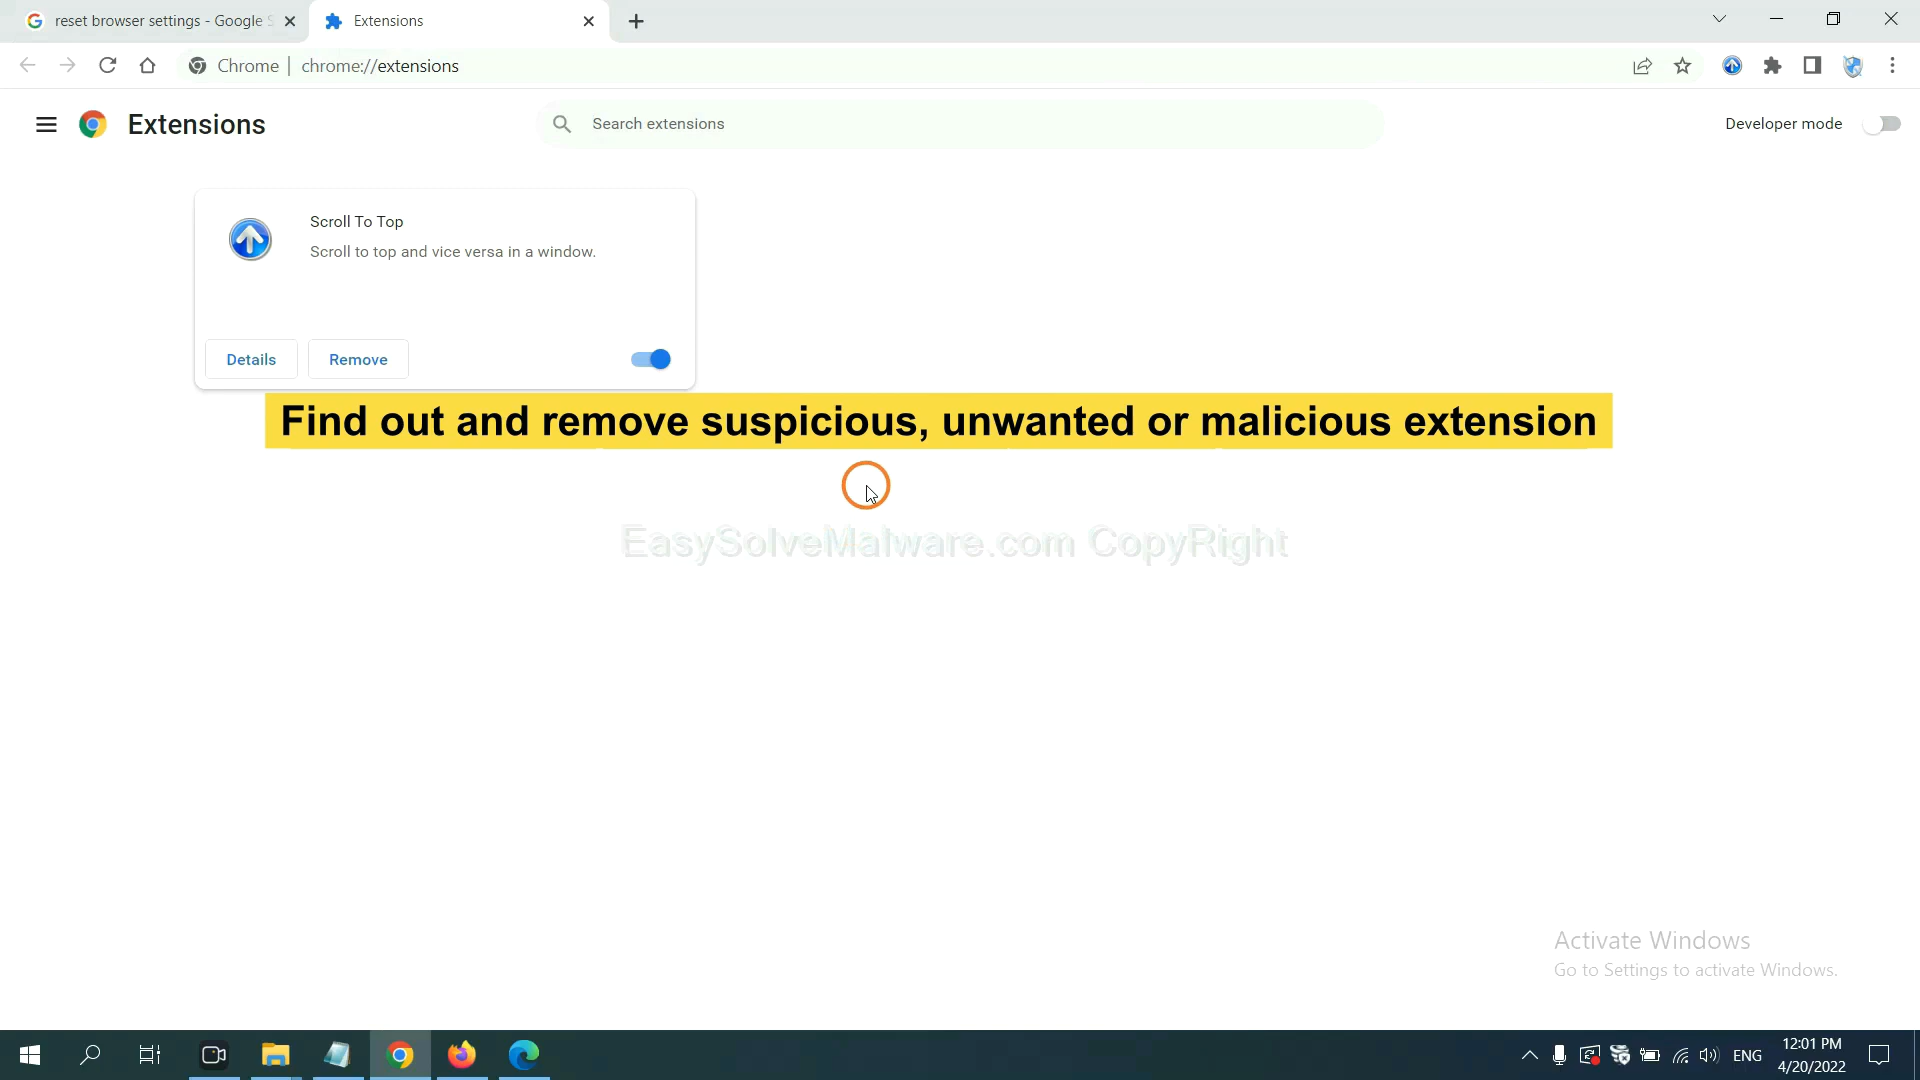 reset browser settings - Google S
Extensions
Chrome
chrome://extensions
Extensions
Search extensions
Developer mode
Scroll To Top
Scroll to top and vice versa in a window.
Details
Remove
Find out and remove suspicious, unwanted or malicious extension
EasySolveMalware.com CopyRight
Activate Windows
Go to Settings to activate Windows.
ENG
12:01 PM
4/20/2022